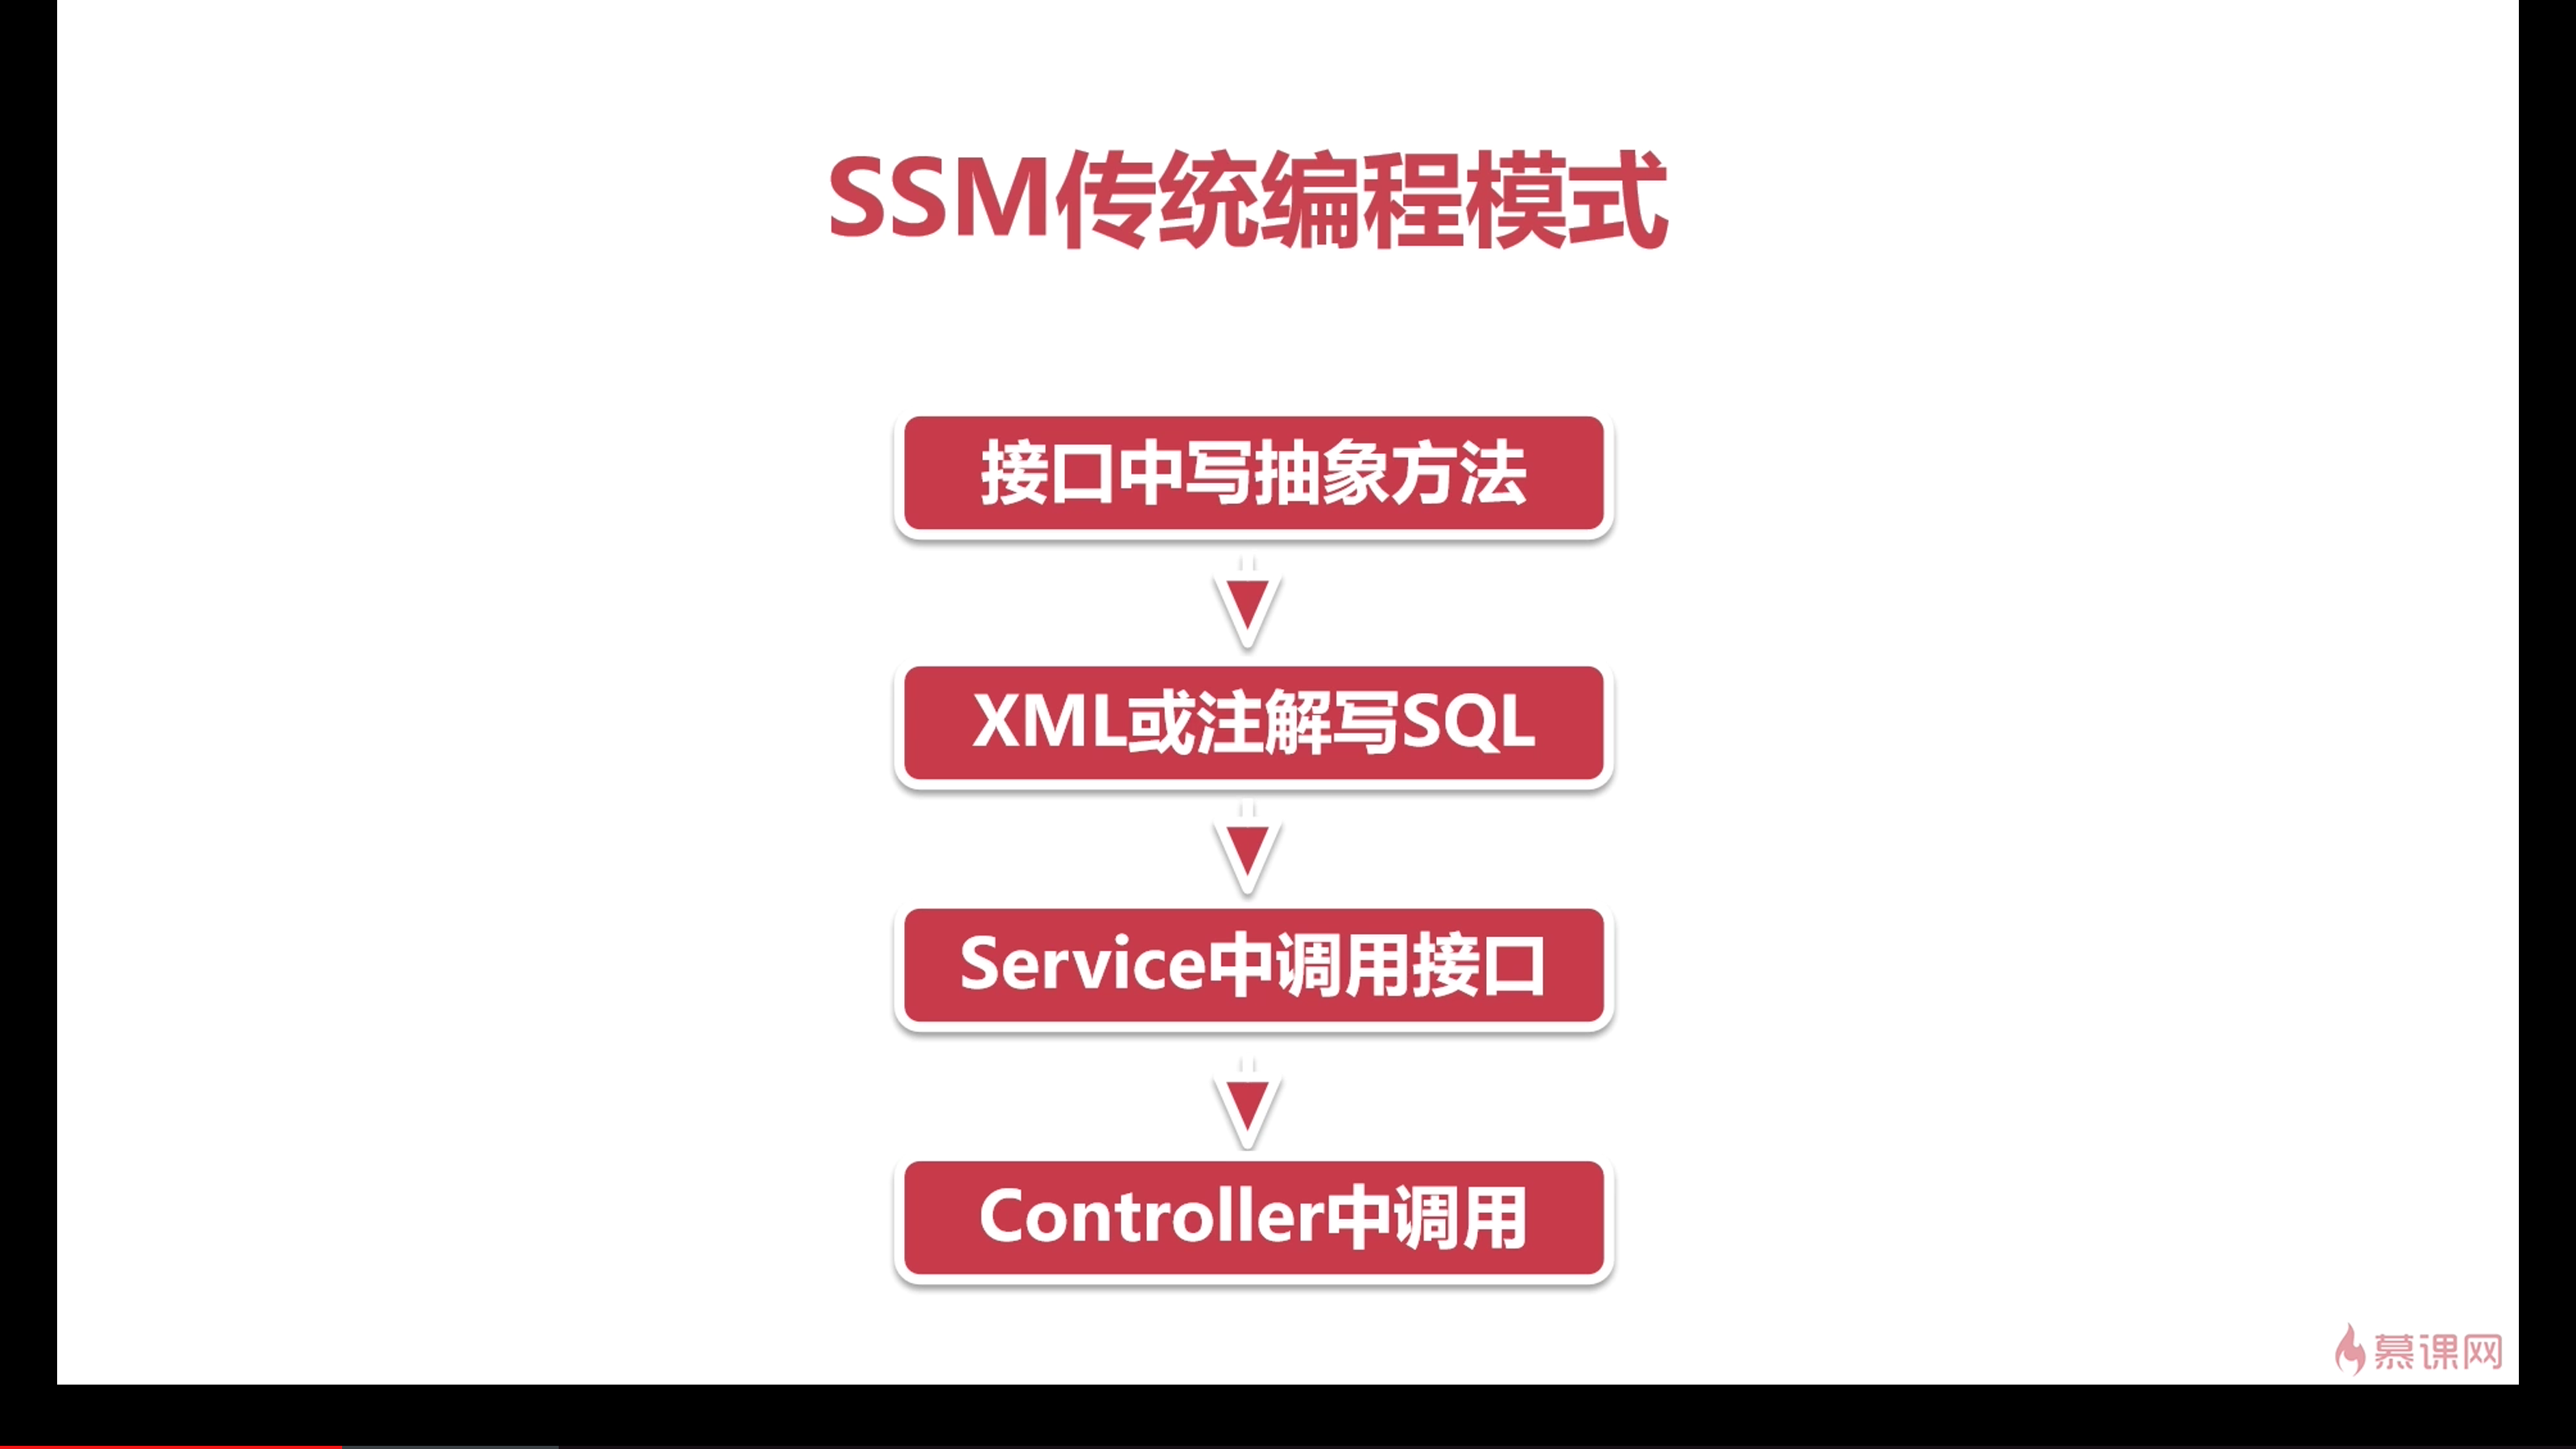 SSM传统编程模式
接口中写抽象方法
XML或注解写SQL
Service中调用接口
Controller中调用
慕课网